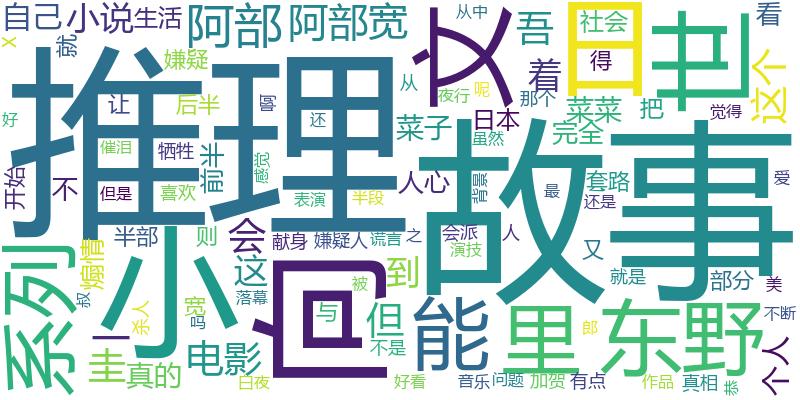 自己 小说 生活 阿部 阿部宽 从中 吾 日 社会 世 看
X 就 嫌疑 着 得 这个
推理 文 故事
好 让 后半 写 还 从 夜行 呢 那个 菜菜 把 觉得
开始 催泪 牺牲 前半 感觉 菜子 日本 虽然 完全
不 但是 喜欢 表演 半段 人心 背景 最 套路 还是 爱
系列 煽情 半部 则 会 献身 嫌疑人 谎言 之 会派 人 又 就是 部分
小 这 回 到 演技 能 里 东野 美
叔 宽 落幕 与 被 但 不断
一 杀人 吗 电影 不是 郎 个人
圭 真的 白夜 好看 音乐 问题 加贺 有点 作品 真相 恭